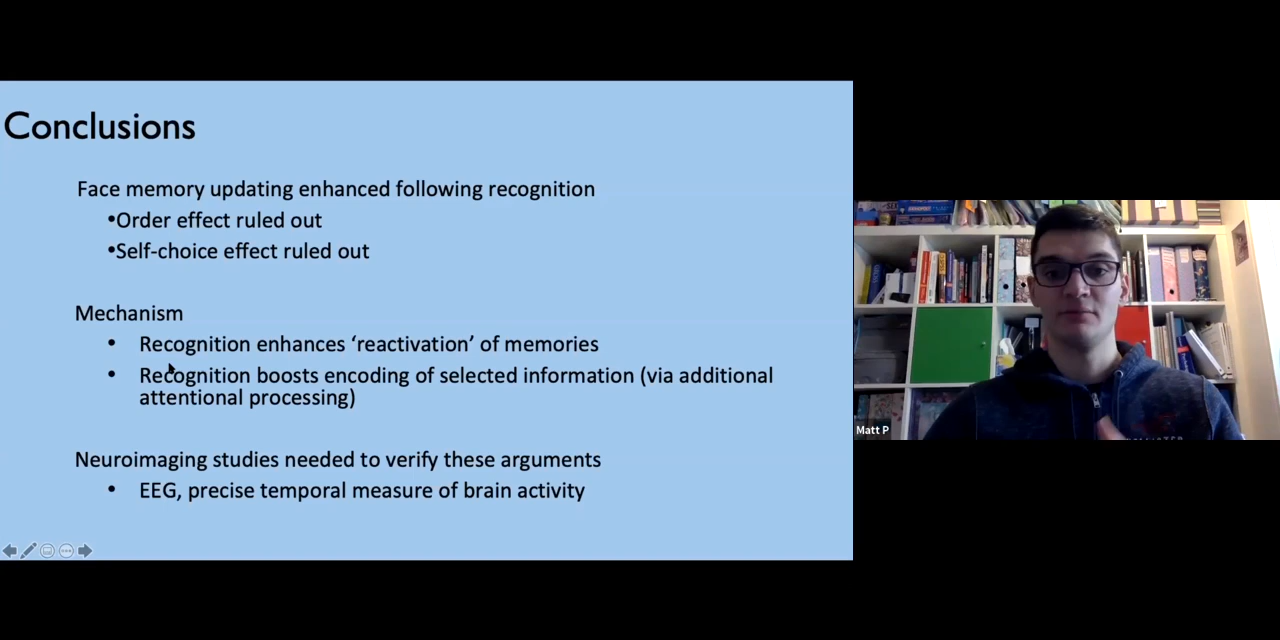 Conclusions
Face memory updating enhanced following recognition
•Order effect ruled out
•Self-choice effect ruled out
Mechanism
• Recognition enhances ‘reactivation’ of memories
• Recognition boosts encoding of selected information (via additional
attentional processing)
Neuroimaging studies needed to verify these arguments
• EEG, precise temporal measure of brain activity
Matt P